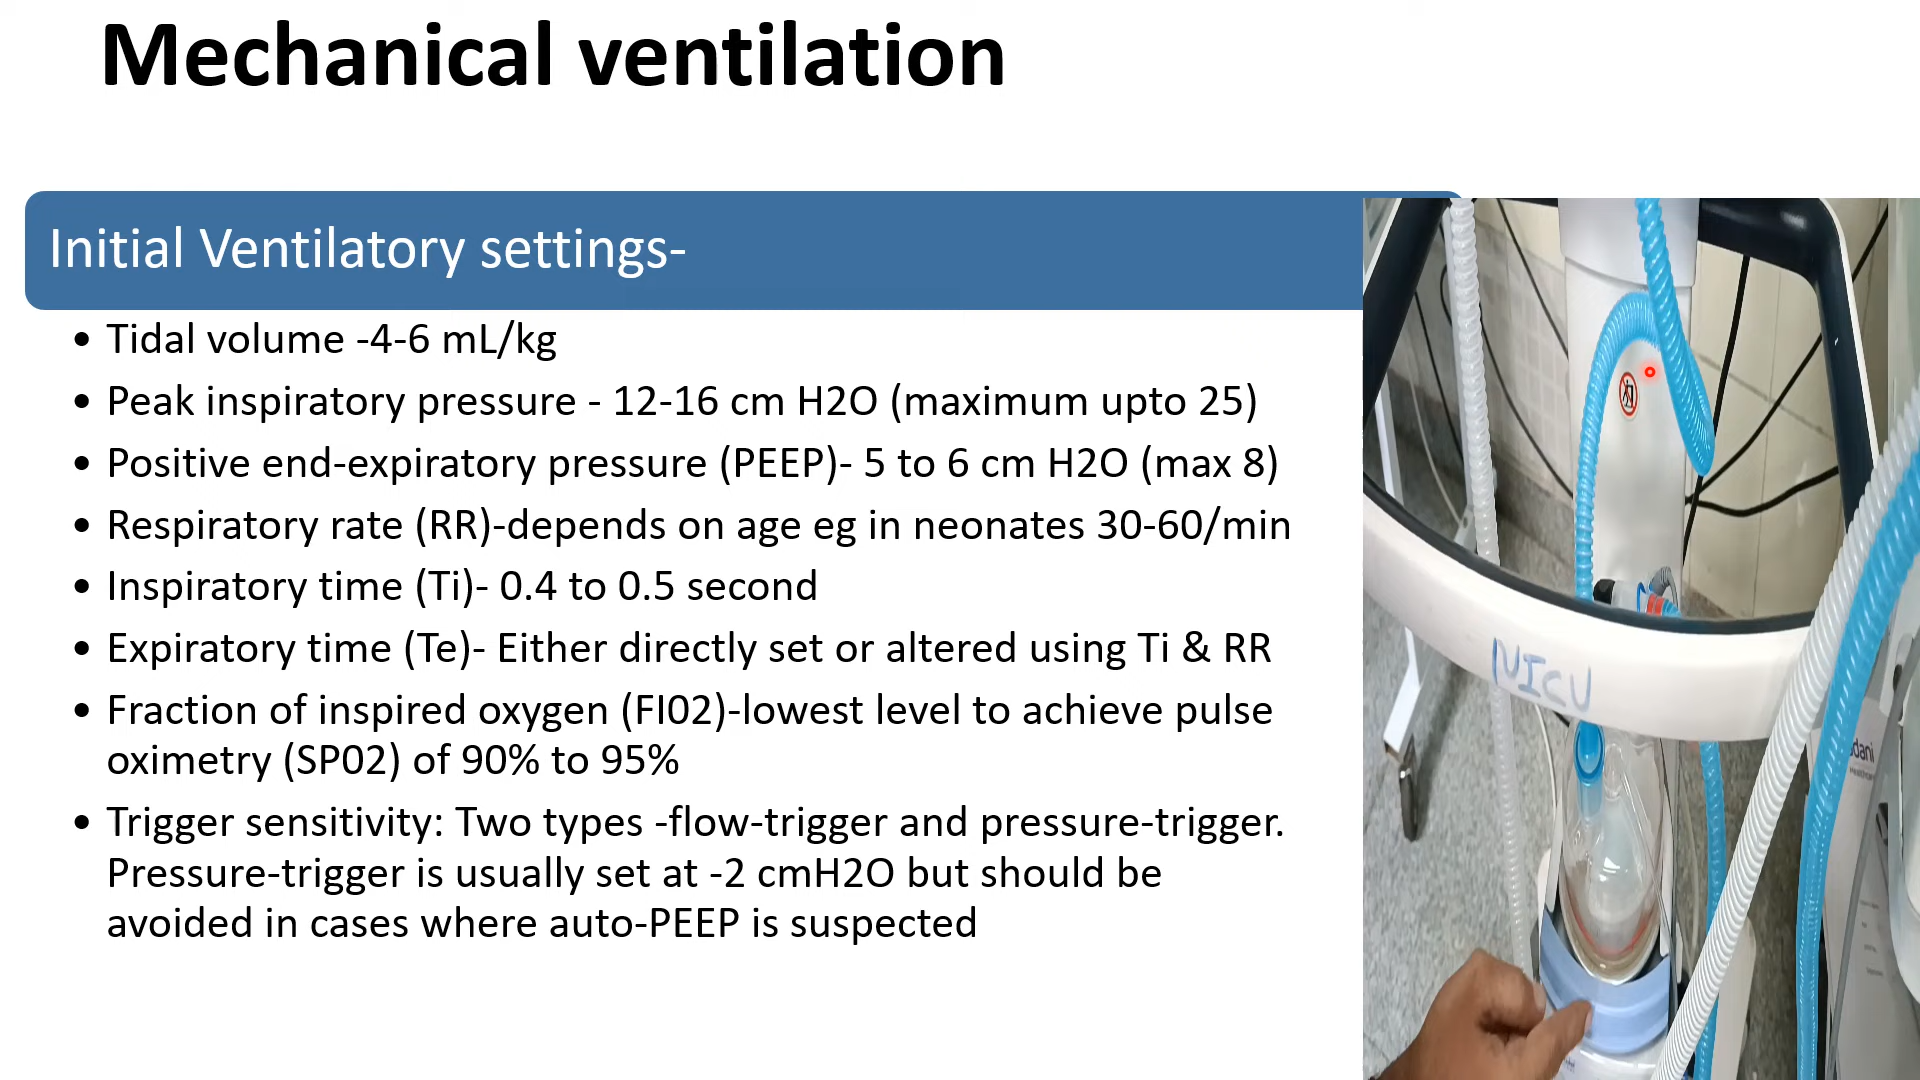 Mechanical ventilation
Initial Ventilatory settings-
• Tidal volume -4-6 mL/kg
• Peak inspiratory pressure - 12-16 cm H2O (maximum upto 25)
• Positive end-expiratory pressure (PEEP)- 5 to 6 cm H2O (max 8)
• Respiratory rate (RR)-depends on age eg in neonates 30-60/min
• Inspiratory time (Ti)- 0.4 to 0.5 second
• Expiratory time (Te)- Either directly set or altered using Ti & RR
• Fraction of inspired oxygen (FI02)-lowest level to achieve pulse
oximetry (SP02) of 90% to 95%
• Trigger sensitivity: Two types -flow-trigger and pressure-trigger.
Pressure-trigger is usually set at -2 cmH2O but should be
avoided in cases where auto-PEEP is suspected
NICU